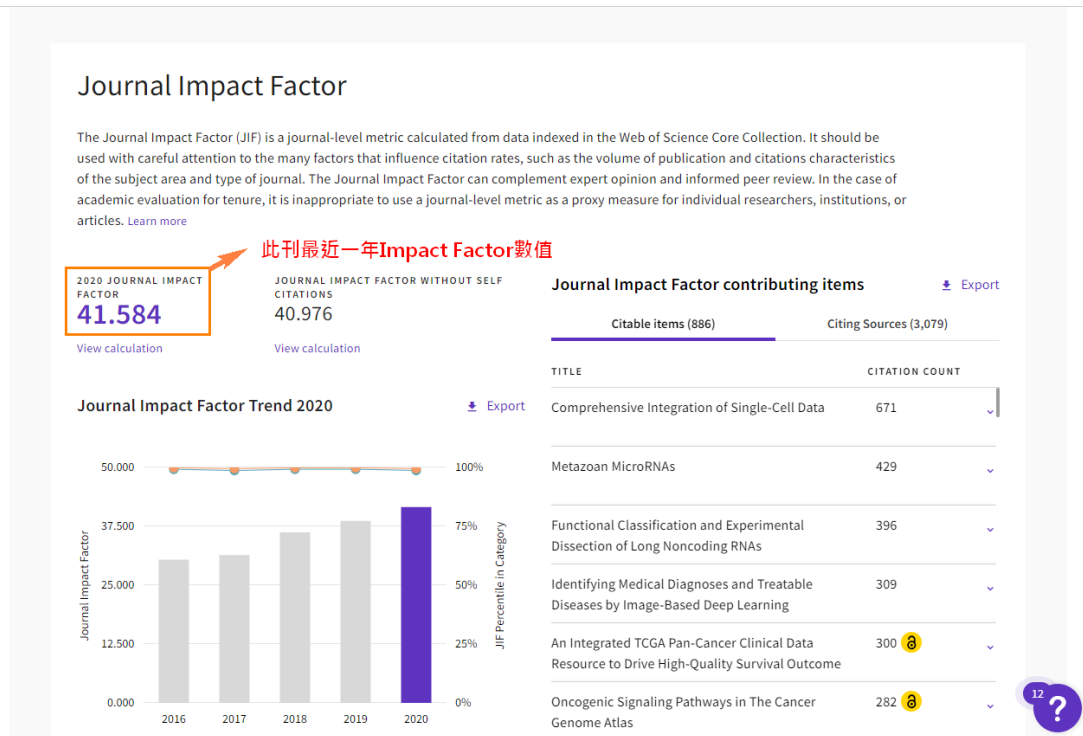 Journal Impact Factor
The Journal Impact Factor (JIF) is a journal-level metric calculated from data indexed in the Web of Science Core Collection. It should be
used with careful attention to the many factors that influence citation rates, such as the volume of publication and citations characteristics
of the subject area and type of journal. The Journal Impact Factor can complement expert opinion and informed peer review. In the case of
academic evaluation for tenure, it is inappropriate to use a journal-level metric as a proxy measure for individual researchers, institutions, or
articles. Learn more
此刊最近一年Impact Factor數值
2020 JOURNAL IMPACT
FACTOR
41.584
View calculation
JOURNAL IMPACT FACTOR WITHOUT SELF
CITATIONS
40.976
View calculation
Journal Impact Factor Trend 2020
Export
50.000
37.500
25.000
12.500
0.000
Journal Impact Factor
100%
75%
50%
25%
0%
JIF Percentile in Category
2016 2017 2018 2019 2020
Journal Impact Factor contributing items
Export
Citable items (886)
Citing Sources (3,079)
TITLE CITATION COUNT
Comprehensive Integration of Single-Cell Data 671
Metazoan MicroRNAs 429
Functional Classification and Experimental 396
Dissection of Long Noncoding RNAs
Identifying Medical Diagnoses and Treatable 309
Diseases by Image-Based Deep Learning
An Integrated TCGA Pan-Cancer Clinical Data 300
Resource to Drive High-Quality Survival Outcome
Oncogenic Signaling Pathways in The Cancer 282
Genome Atlas
12
?